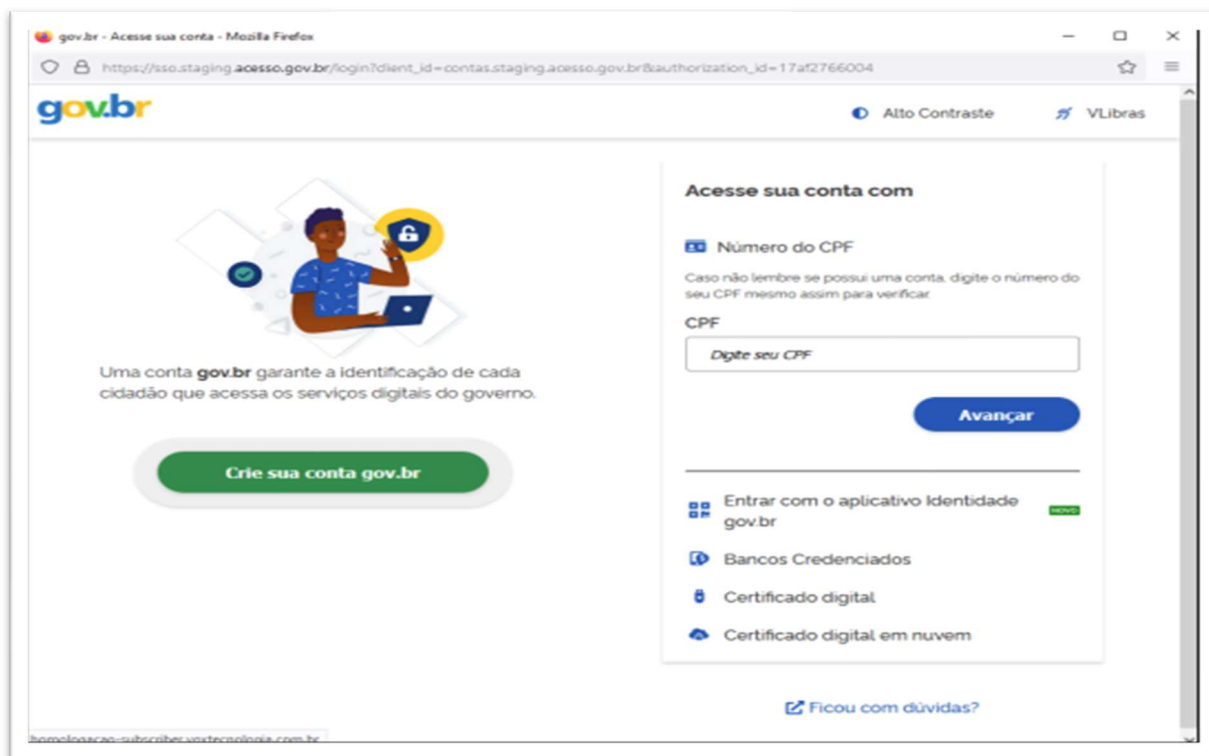 gov.br - Acesse sua conta - Mozilla Firefox
https://sso.staging.acesso.gov.br/login?client_id=contas.staging.acesso.gov.br&authorization_id=17af2766004
gov.br
Alto Contraste
VLibras
Uma conta gov.br garante a identificação de cada
cidadão que acessa os serviços digitais do governo.
Crie sua conta gov.br
Acesse sua conta com
Número do CPF
Caso não lembre se possui uma conta, digite o número do
seu CPF mesmo assim para verificar.
CPF
Digite seu CPF
Avançar
Entrar com o aplicativo Identidade
gov.br
NOVO
Bancos Credenciados
Certificado digital
Certificado digital em nuvem
Ficou com dúvidas?
homologacao-subscriber.voxtecnologia.com.br